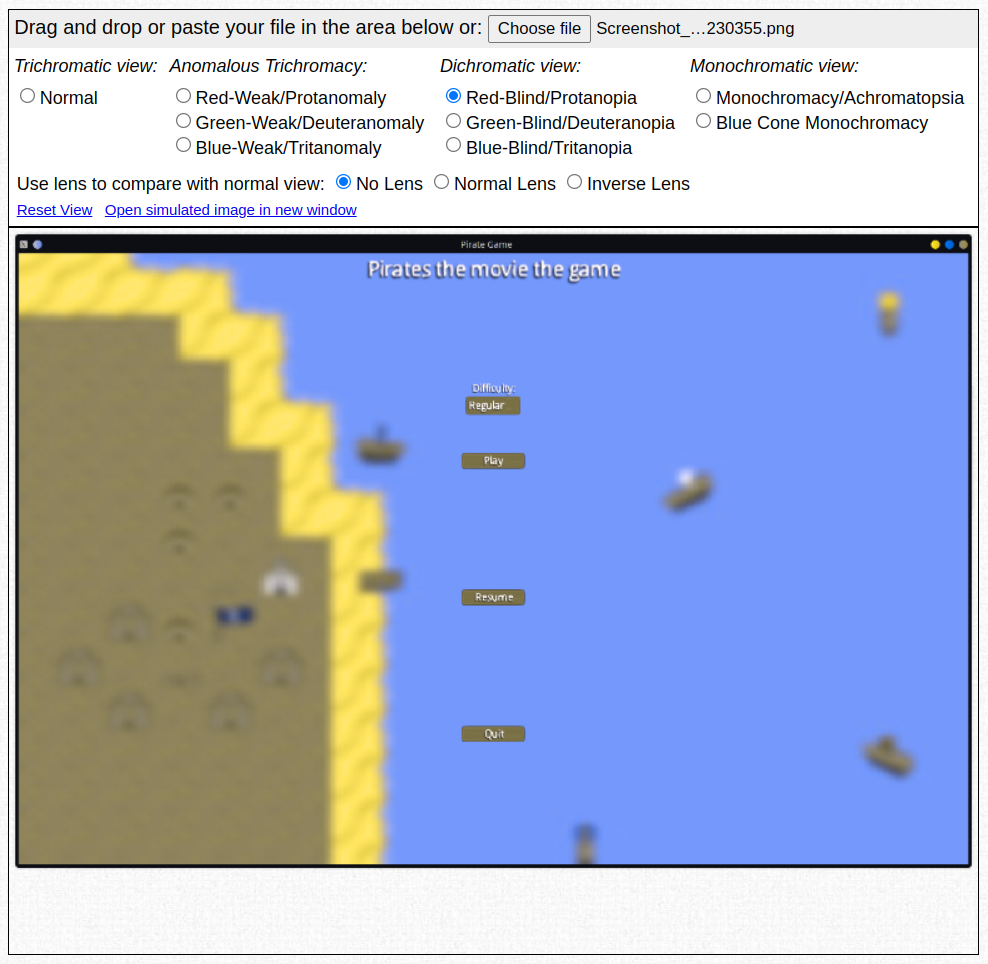 Drag and drop or paste your file in the area below or: Choose file Screenshot_…230355.png
Trichromatic view: Anomalous Trichromacy: Dichromatic view: Monochromatic view:
Normal Red-Weak/Protanomaly Red-Blind/Protanopia Monochromacy/Achromatopsia
Green-Weak/Deuteranomaly Green-Blind/Deuteranopia Blue Cone Monochromacy
Blue-Weak/Tritanomaly Blue-Blind/Tritanopia
Use lens to compare with normal view: No Lens Normal Lens Inverse Lens
Reset View Open simulated image in new window
Pirate Game
Pirates the movie the game
Difficulty:
Regular
Play
Resume
Quit